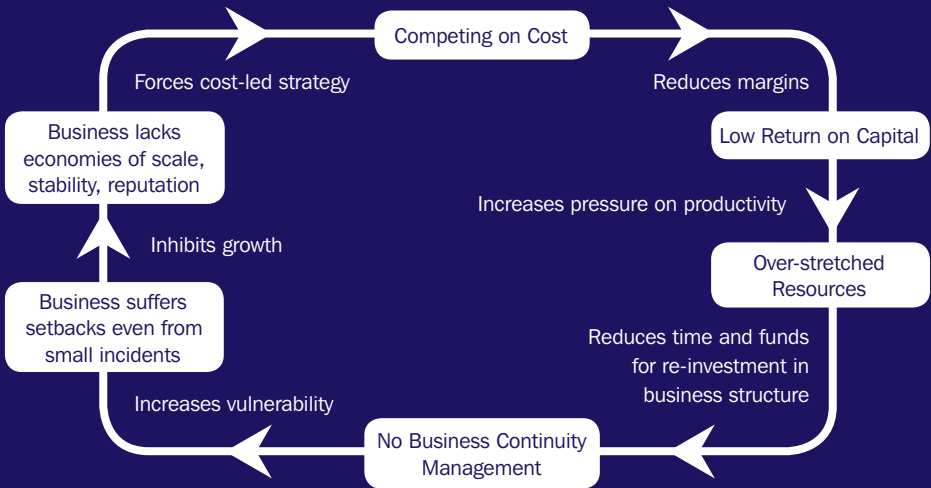 Competing on Cost
Reduces margins
Low Return on Capital
Increases pressure on productivity
Over-stretched
Resources
Reduces time and funds
for re-investment in
business structure
No Business Continuity
Management
Increases vulnerability
Business suffers
setbacks even from
small incidents
Inhibits growth
Business lacks
economies of scale,
stability, reputation
Forces cost-led strategy